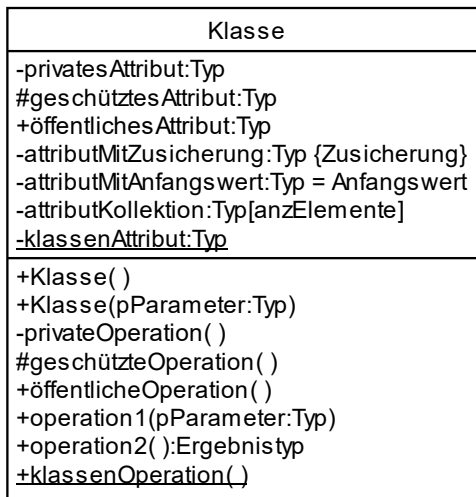 Klasse
-privatesAttribut:Typ
#geschütztesAttribut:Typ
+öffentlichesAttribut:Typ
-attributMitZusicherung:Typ {Zusicherung}
-attributMitAnfangswert:Typ = Anfangswert
-attributKollektion:Typ[anzElemente]
-klassenAttribut:Typ
+Klasse( )
+Klasse(pParameter:Typ)
-privateOperation( )
#geschützteOperation( )
+öffentlicheOperation( )
+operation1(pParameter:Typ)
+operation2( ):Ergebnistyp
+klassenOperation( )